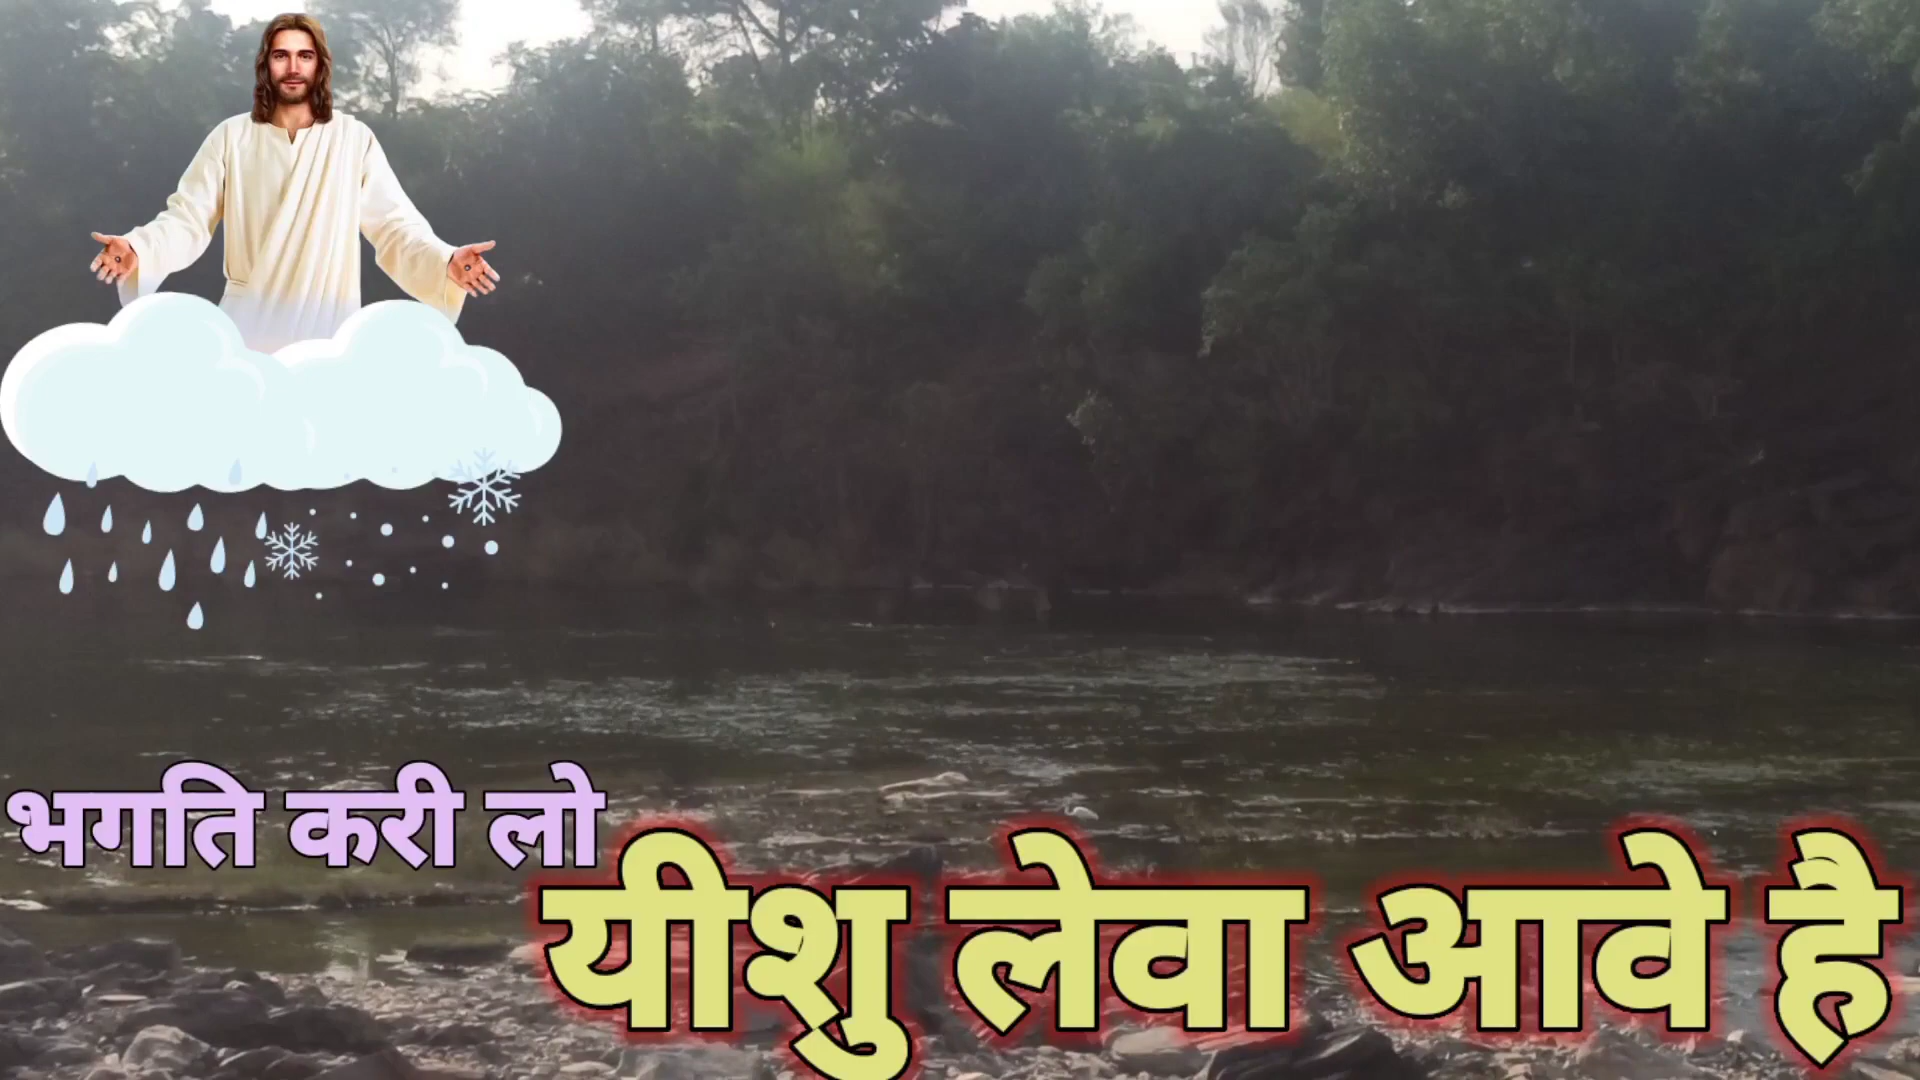 भगति करी लो
यीशु लेवा आवे है